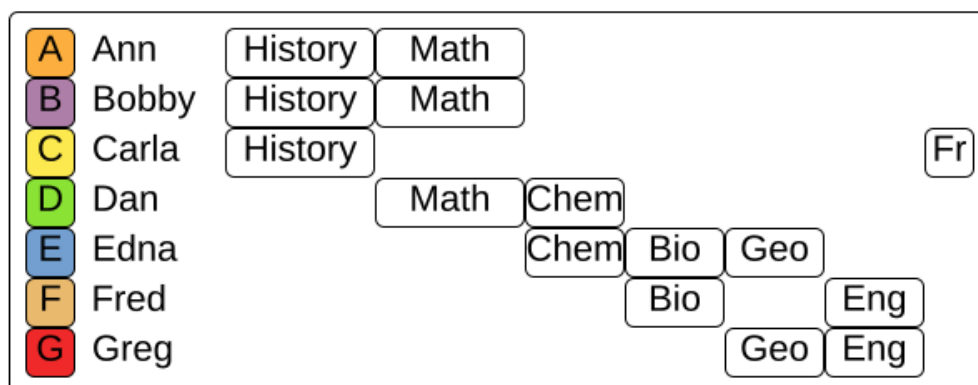 A Ann History Math
B Bobby History Math
C Carla History Fr
D Dan Math Chem
E Edna Chem Bio Geo
F Fred Bio Eng
G Greg Geo Eng